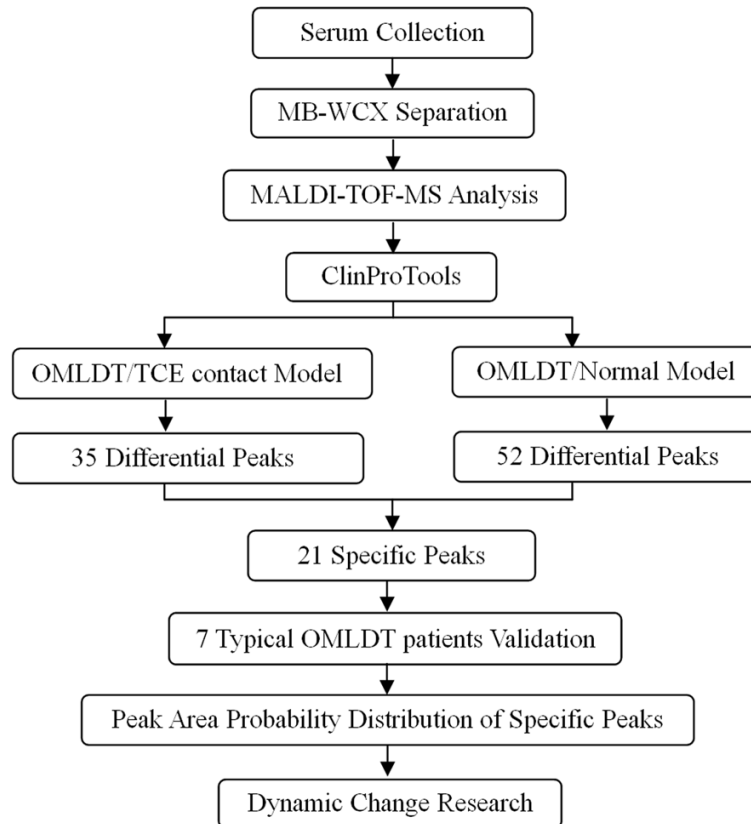 Serum Collection
MB-WCX Separation
MALDI-TOF-MS Analysis
ClinProTools
OMLDT/TCE contact Model
OMLDT/Normal Model
35 Differential Peaks
52 Differential Peaks
21 Specific Peaks
7 Typical OMLDT patients Validation
Peak Area Probability Distribution of Specific Peaks
Dynamic Change Research